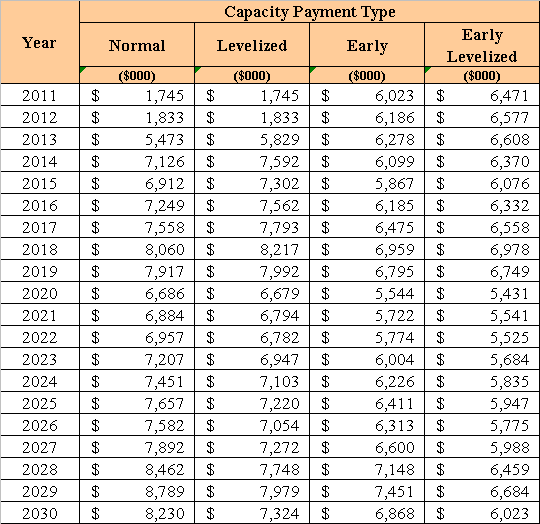 Capacity Payment Type
Year Normal Levelized Early Early Levelized
($000) ($000) ($000) ($000)
2011 $ 1,745 $ 1,745 $ 6,023 $ 6,471
2012 $ 1,833 $ 1,833 $ 6,186 $ 6,577
2013 $ 5,473 $ 5,829 $ 6,278 $ 6,608
2014 $ 7,126 $ 7,592 $ 6,099 $ 6,370
2015 $ 6,912 $ 7,302 $ 5,867 $ 6,076
2016 $ 7,249 $ 7,562 $ 6,185 $ 6,332
2017 $ 7,558 $ 7,793 $ 6,475 $ 6,558
2018 $ 8,060 $ 8,217 $ 6,959 $ 6,978
2019 $ 7,917 $ 7,992 $ 6,795 $ 6,749
2020 $ 6,686 $ 6,679 $ 5,544 $ 5,431
2021 $ 6,884 $ 6,794 $ 5,722 $ 5,541
2022 $ 6,957 $ 6,782 $ 5,774 $ 5,525
2023 $ 7,207 $ 6,947 $ 6,004 $ 5,684
2024 $ 7,451 $ 7,103 $ 6,226 $ 5,835
2025 $ 7,657 $ 7,220 $ 6,411 $ 5,947
2026 $ 7,582 $ 7,054 $ 6,313 $ 5,775
2027 $ 7,892 $ 7,272 $ 6,600 $ 5,988
2028 $ 8,462 $ 7,748 $ 7,148 $ 6,459
2029 $ 8,789 $ 7,979 $ 7,451 $ 6,684
2030 $ 8,230 $ 7,324 $ 6,868 $ 6,023